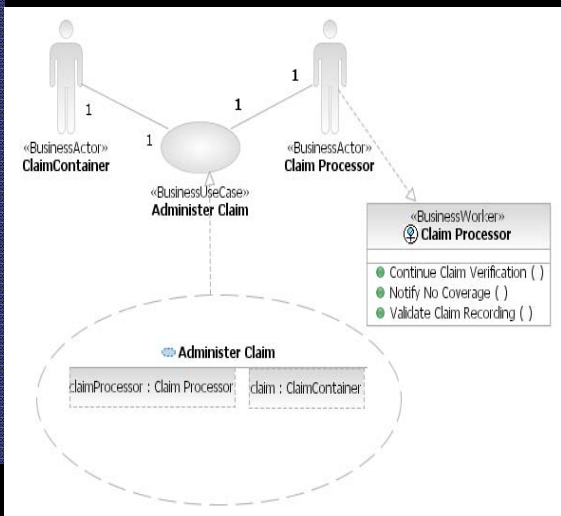 1
1
1
1
«BusinessActor»
ClaimContainer
«BusinessActor»
Claim Processor
«BusinessUseCase»
Administer Claim
«BusinessWorker»
Claim Processor
Continue Claim Verification ( )
Notify No Coverage ( )
Validate Claim Recording ( )
Administer Claim
claimProcessor : Claim Processor
claim : ClaimContainer